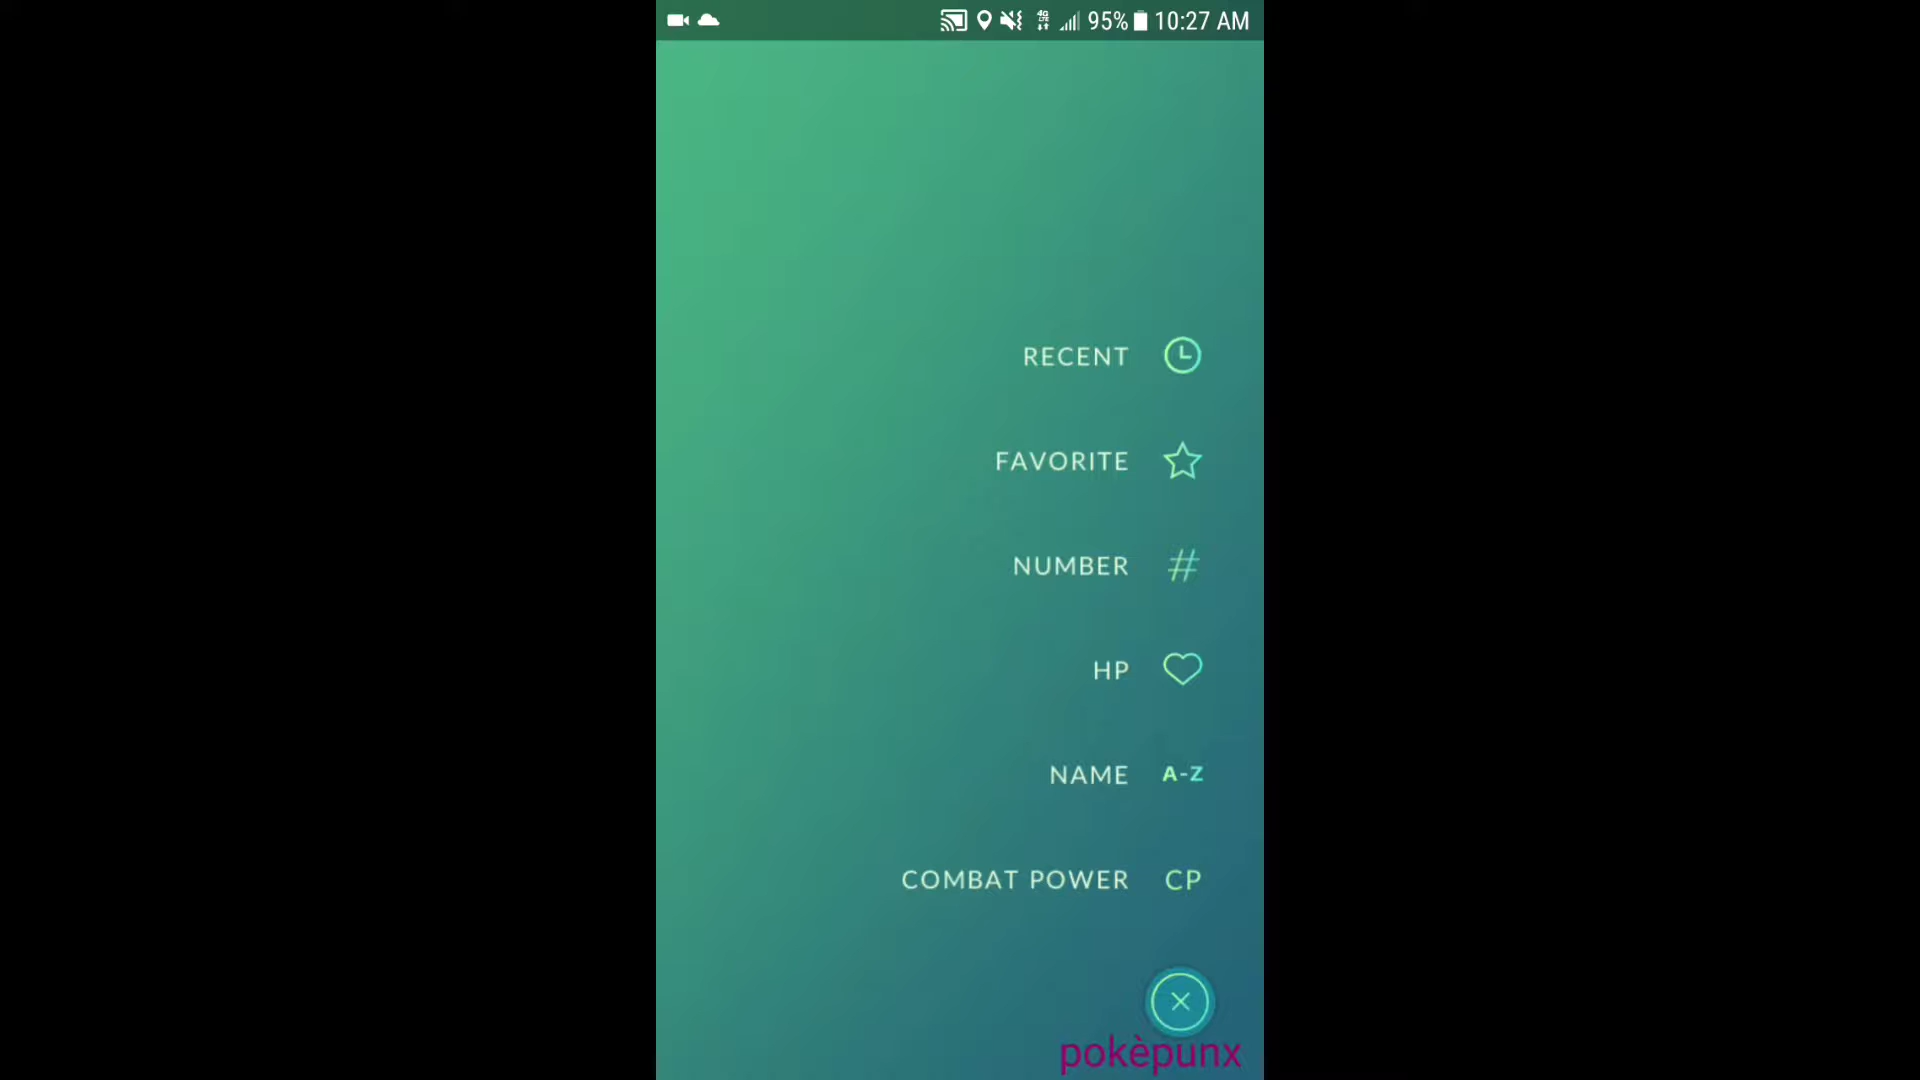 95% 10:27 AM
RECENT
FAVORITE
NUMBER #
HP
NAME A-Z
COMBAT POWER CP
pokèpunx